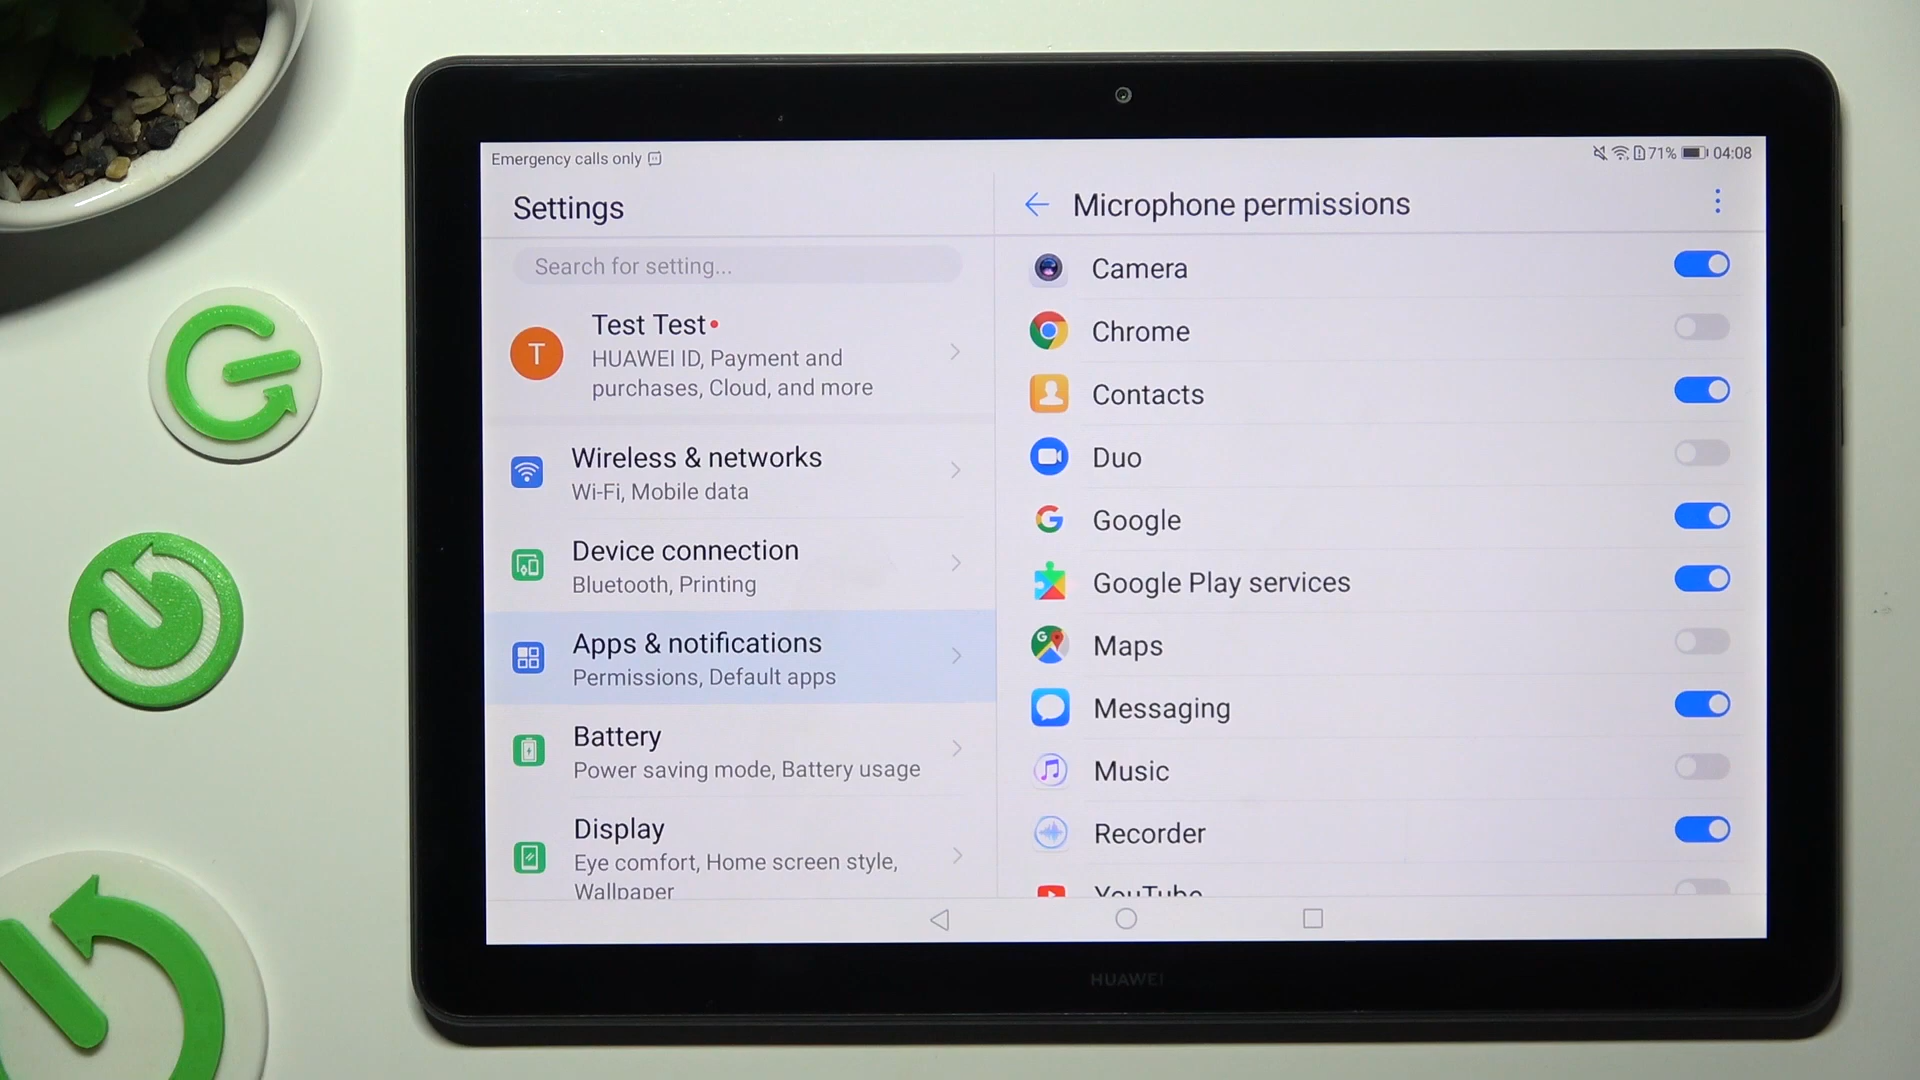 Emergency calls only
71% 04:08
Settings
Search for setting...
T
Test Test
HUAWEI ID, Payment and
purchases, Cloud, and more
Wireless & networks
Wi-Fi, Mobile data
Device connection
Bluetooth, Printing
Apps & notifications
Permissions, Default apps
Battery
Power saving mode, Battery usage
Display
Eye comfort, Home screen style,
Wallpaper
Microphone permissions
Camera
Chrome
Contacts
Duo
Google
Google Play services
Maps
Messaging
Music
Recorder
YouTube
HUAWEI